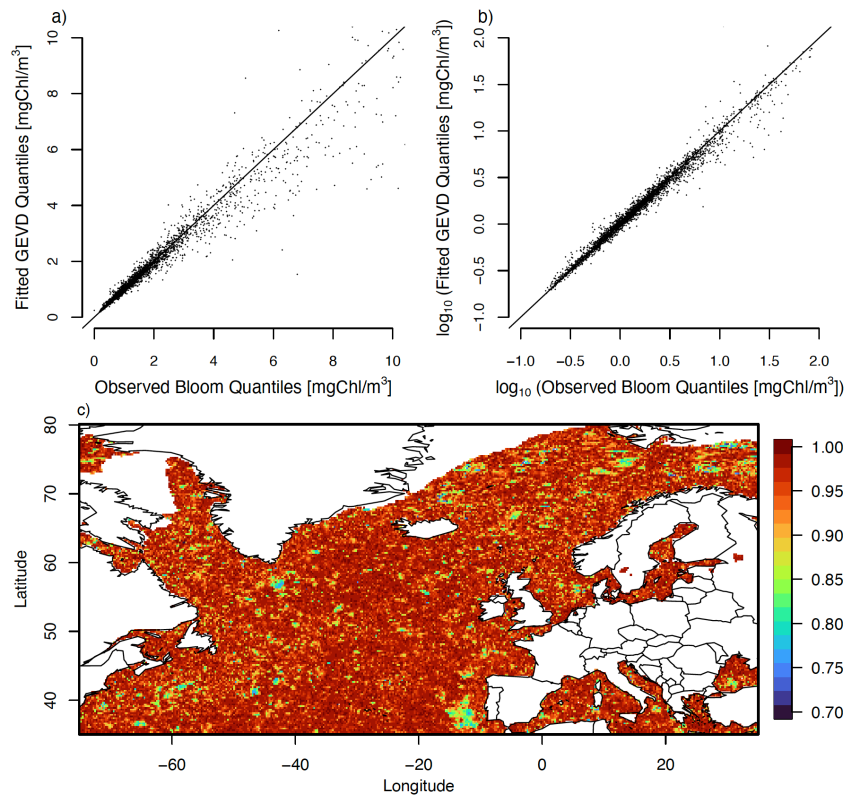 a)
Fitted GEVD Quantiles [mgChl/m³]
10
8
6
4
2
0
0 2 4 6 8 10
Observed Bloom Quantiles [mgChl/m³]
b)
log₁₀ (Fitted GEVD Quantiles [mgChl/m³])
2.0
1.5
1.0
0.5
0.0
−0.5
−1.0
−1.0 −0.5 0.0 0.5 1.0 1.5 2.0
log₁₀ (Observed Bloom Quantiles [mgChl/m³])
c)
Latitude
80
70
60
50
40
−60 −40 −20 0 20
Longitude
1.00
0.95
0.90
0.85
0.80
0.75
0.70